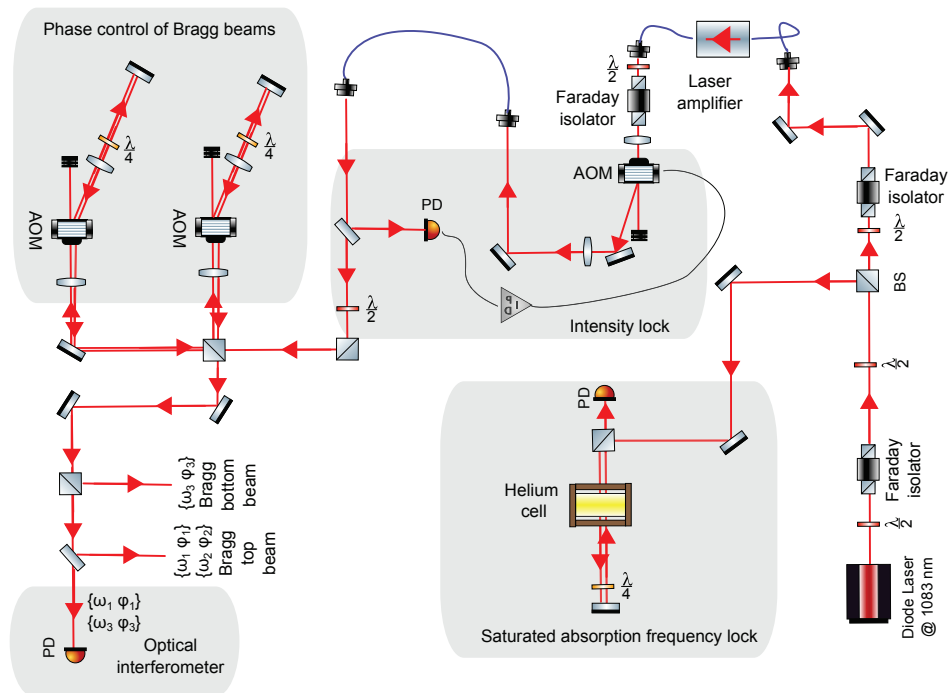 Phase control of Bragg beams
λ
4
λ
4
AOM
AOM
λ
2
Faraday
isolator
Laser
amplifier
AOM
PD
Faraday
isolator
λ
2
BS
P
I
D
Intensity lock
λ
2
λ
2
PD
Faraday
isolator
Helium
cell
λ
2
λ
4
Diode Laser
@ 1083 nm
Saturated absorption frequency lock
{ω3 φ3}
Bragg
bottom
beam
{ω1 φ1}
{ω2 φ2}
Bragg
top
beam
{ω1 φ1}
{ω3 φ3}
PD
Optical
interferometer